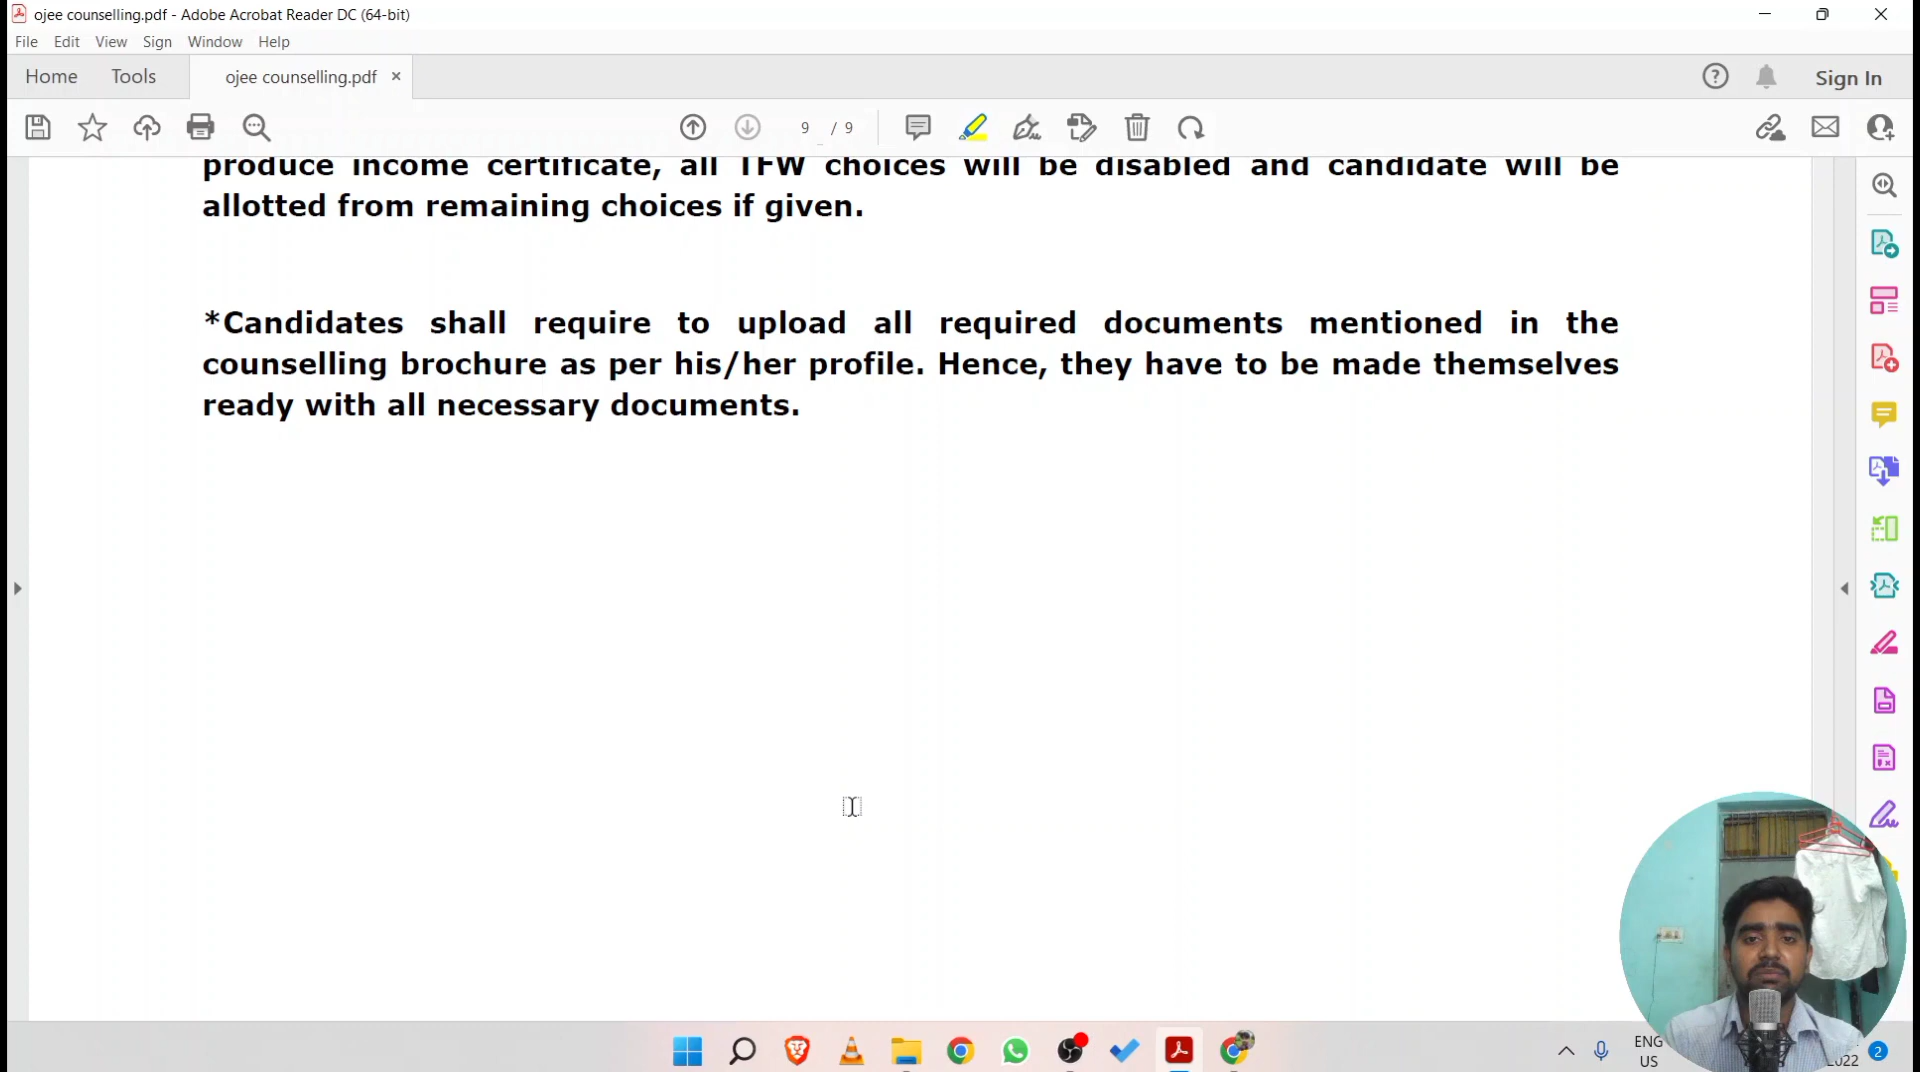 ojee counselling.pdf - Adobe Acrobat Reader DC (64-bit)
File Edit View Sign Window Help
Home Tools ojee counselling.pdf × Sign In
9 / 9
produce income certificate, all TFW choices will be disabled and candidate will be
allotted from remaining choices if given.
*Candidates shall require to upload all required documents mentioned in the
counselling brochure as per his/her profile. Hence, they have to be made themselves
ready with all necessary documents.
ENG
US
2022 2